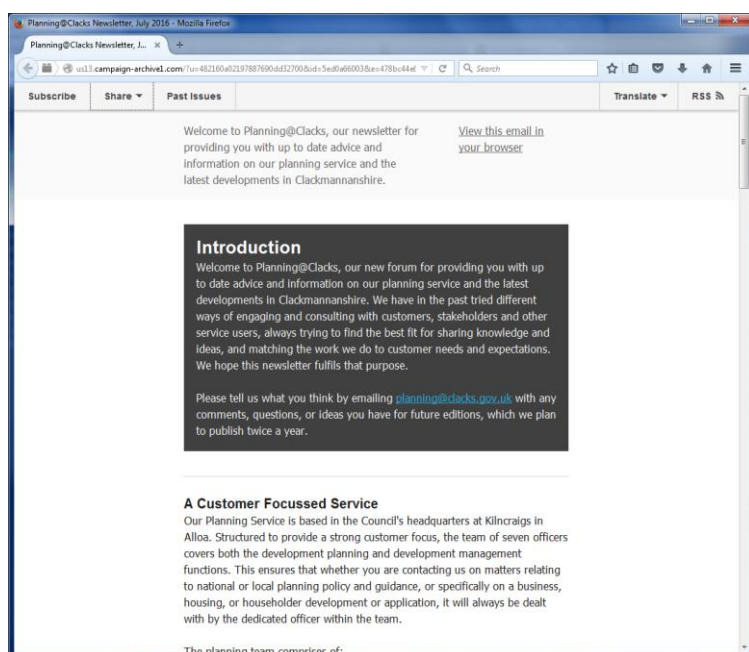 Planning@Clacks Newsletter, July 2016 - Mozilla Firefox
Planning@Clacks Newsletter, J...
Search
Subscribe Share Past Issues Translate RSS
Welcome to Planning@Clacks, our newsletter for
providing you with up to date advice and
information on our planning service and the
latest developments in Clackmannanshire.
View this email in
your browser
Introduction
Welcome to Planning@Clacks, our new forum for providing you with up
to date advice and information on our planning service and the latest
developments in Clackmannanshire. We have in the past tried different
ways of engaging and consulting with customers, stakeholders and other
service users, always trying to find the best fit for sharing knowledge and
ideas, and matching the work we do to customer needs and expectations.
We hope this newsletter fulfils that purpose.
Please tell us what you think by emailing planning@clacks.gov.uk with any
comments, questions, or ideas you have for future editions, which we plan
to publish twice a year.
A Customer Focussed Service
Our Planning Service is based in the Council's headquarters at Kilncraigs in
Alloa. Structured to provide a strong customer focus, the team of seven officers
covers both the development planning and development management
functions. This ensures that whether you are contacting us on matters relating
to national or local planning policy and guidance, or specifically on a business,
housing, or householder development or application, it will always be dealt
with by the dedicated officer within the team.
The planning team comprises of: